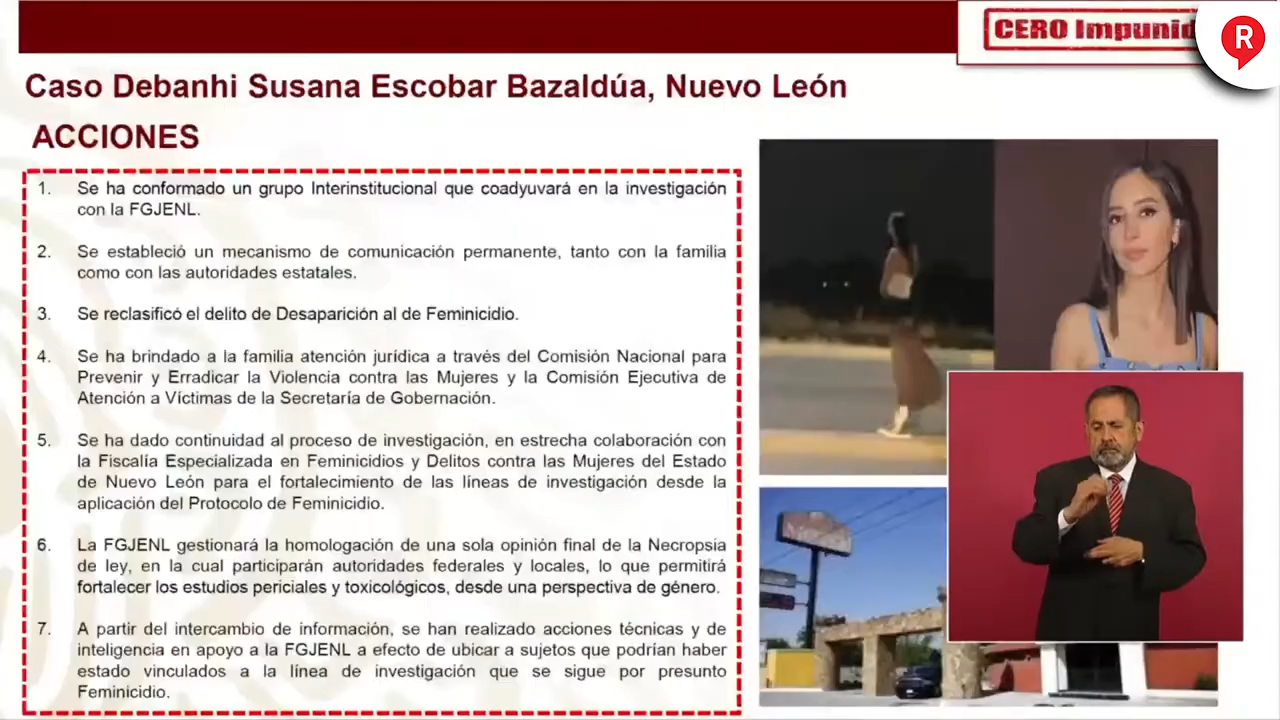 CERO Impunid
R
Caso Debanhi Susana Escobar Bazaldúa, Nuevo León
ACCIONES
1. Se ha conformado un grupo Interinstitucional que coadyuvará en la investigación
con la FGJENL.
2. Se estableció un mecanismo de comunicación permanente, tanto con la familia
como con las autoridades estatales.
3. Se reclasificó el delito de Desaparición al de Feminicidio.
4. Se ha brindado a la familia atención jurídica a través del Comisión Nacional para
Prevenir y Erradicar la Violencia contra las Mujeres y la Comisión Ejecutiva de
Atención a Víctimas de la Secretaría de Gobernación.
5. Se ha dado continuidad al proceso de investigación, en estrecha colaboración con
la Fiscalía Especializada en Feminicidios y Delitos contra las Mujeres del Estado
de Nuevo León para el fortalecimiento de las líneas de investigación desde la
aplicación del Protocolo de Feminicidio.
6. La FGJENL gestionará la homologación de una sola opinión final de la Necropsia
de ley, en la cual participarán autoridades federales y locales, lo que permitirá
fortalecer los estudios periciales y toxicológicos, desde una perspectiva de género.
7. A partir del intercambio de información, se han realizado acciones técnicas y de
inteligencia en apoyo a la FGJENL a efecto de ubicar a sujetos que podrían haber
estado vinculados a la línea de investigación que se sigue por presunto
Feminicidio.